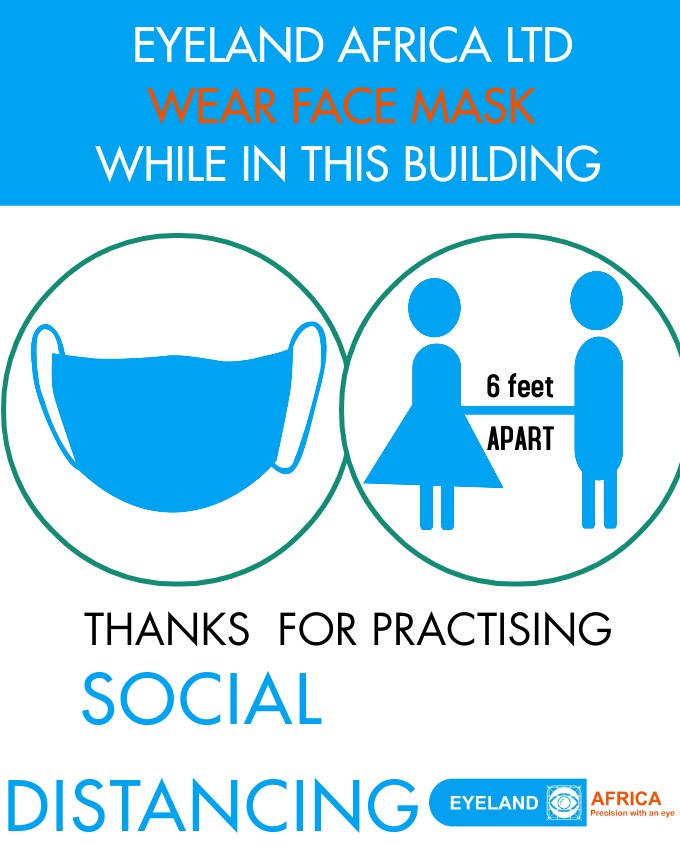 EYELAND AFRICA LTD
WEAR FACE MASK
WHILE IN THIS BUILDING
6 feet
APART
THANKS FOR PRACTISING
SOCIAL
DISTANCING
EYELAND AFRICA
Precision with an eye